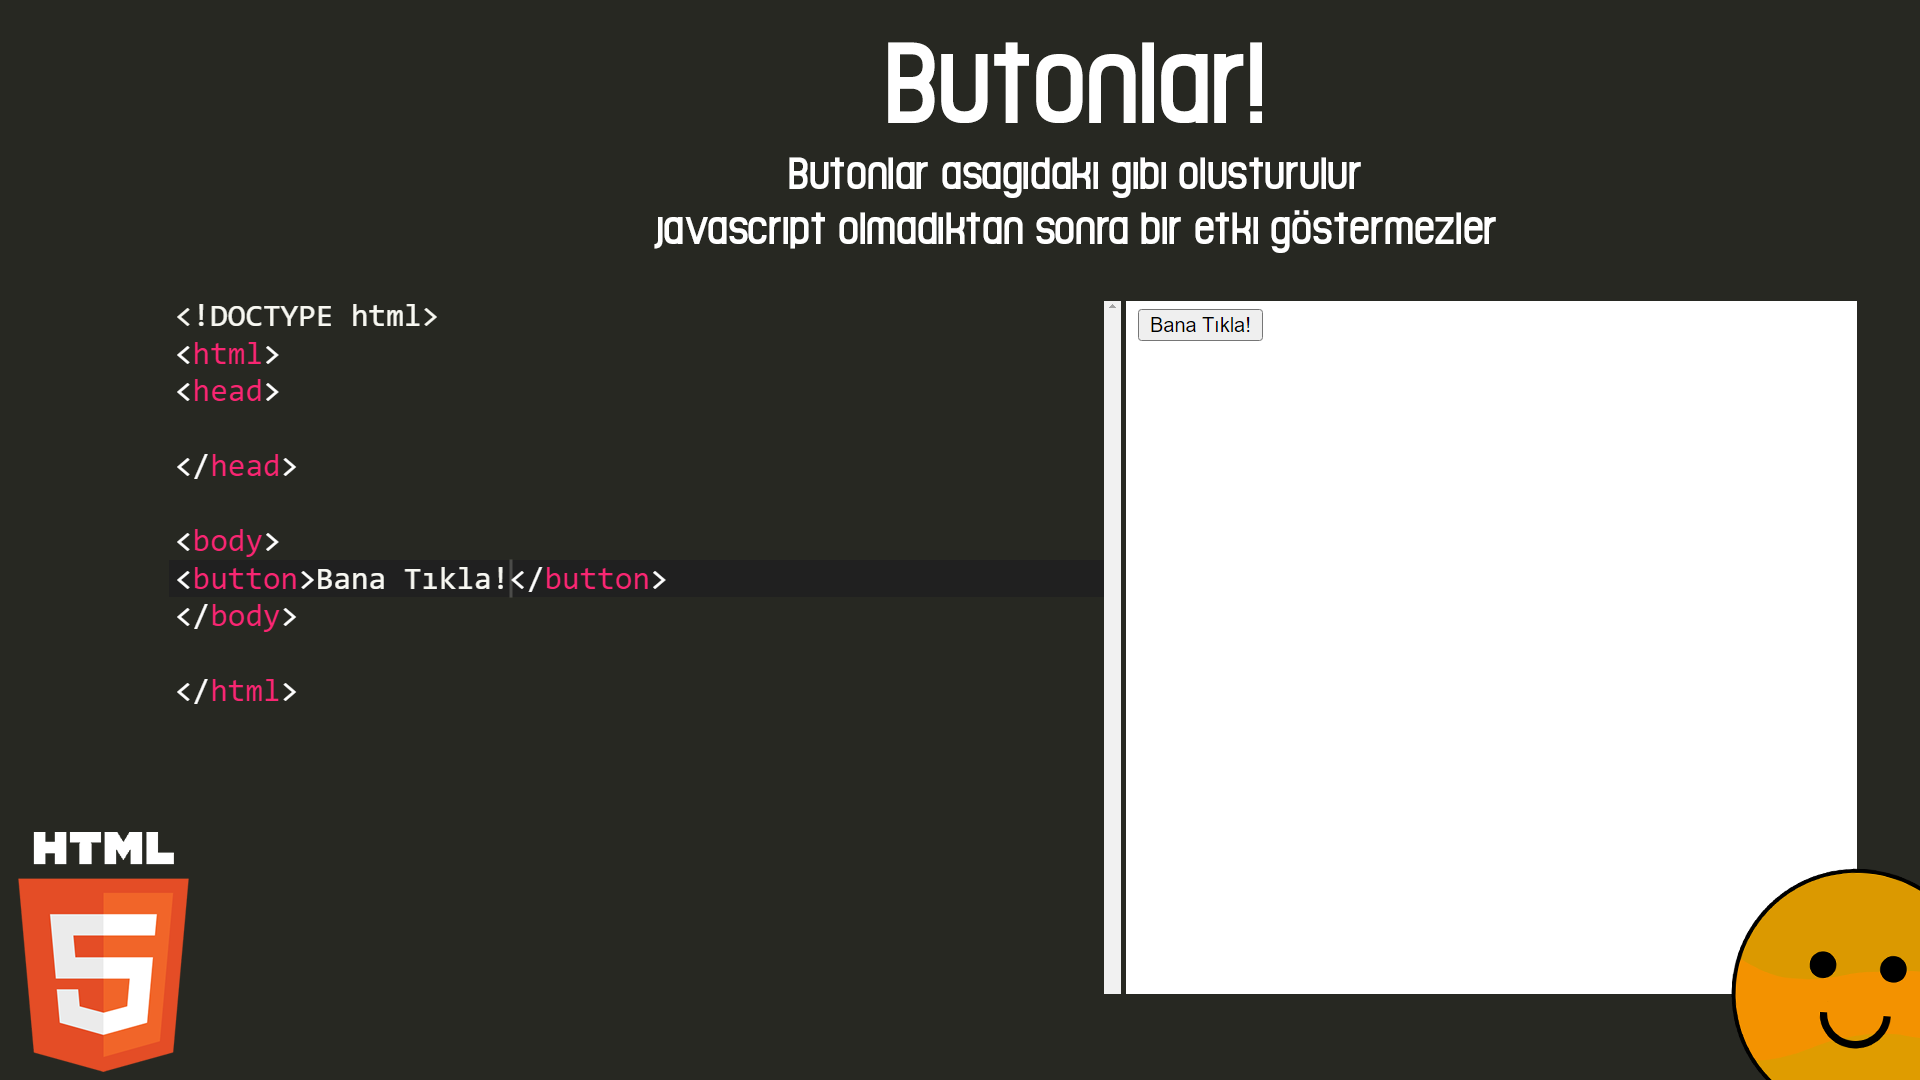 Butonlar!
Butonlar asagıdakı gıbı olusturulur
javascrıpt olmadıktan sonra bır etkı göstermezler
<!DOCTYPE html>
<html>
<head>
</head>
<body>
<button>Bana Tıkla!</button>
</body>
</html>
Bana Tıkla!
HTML
5